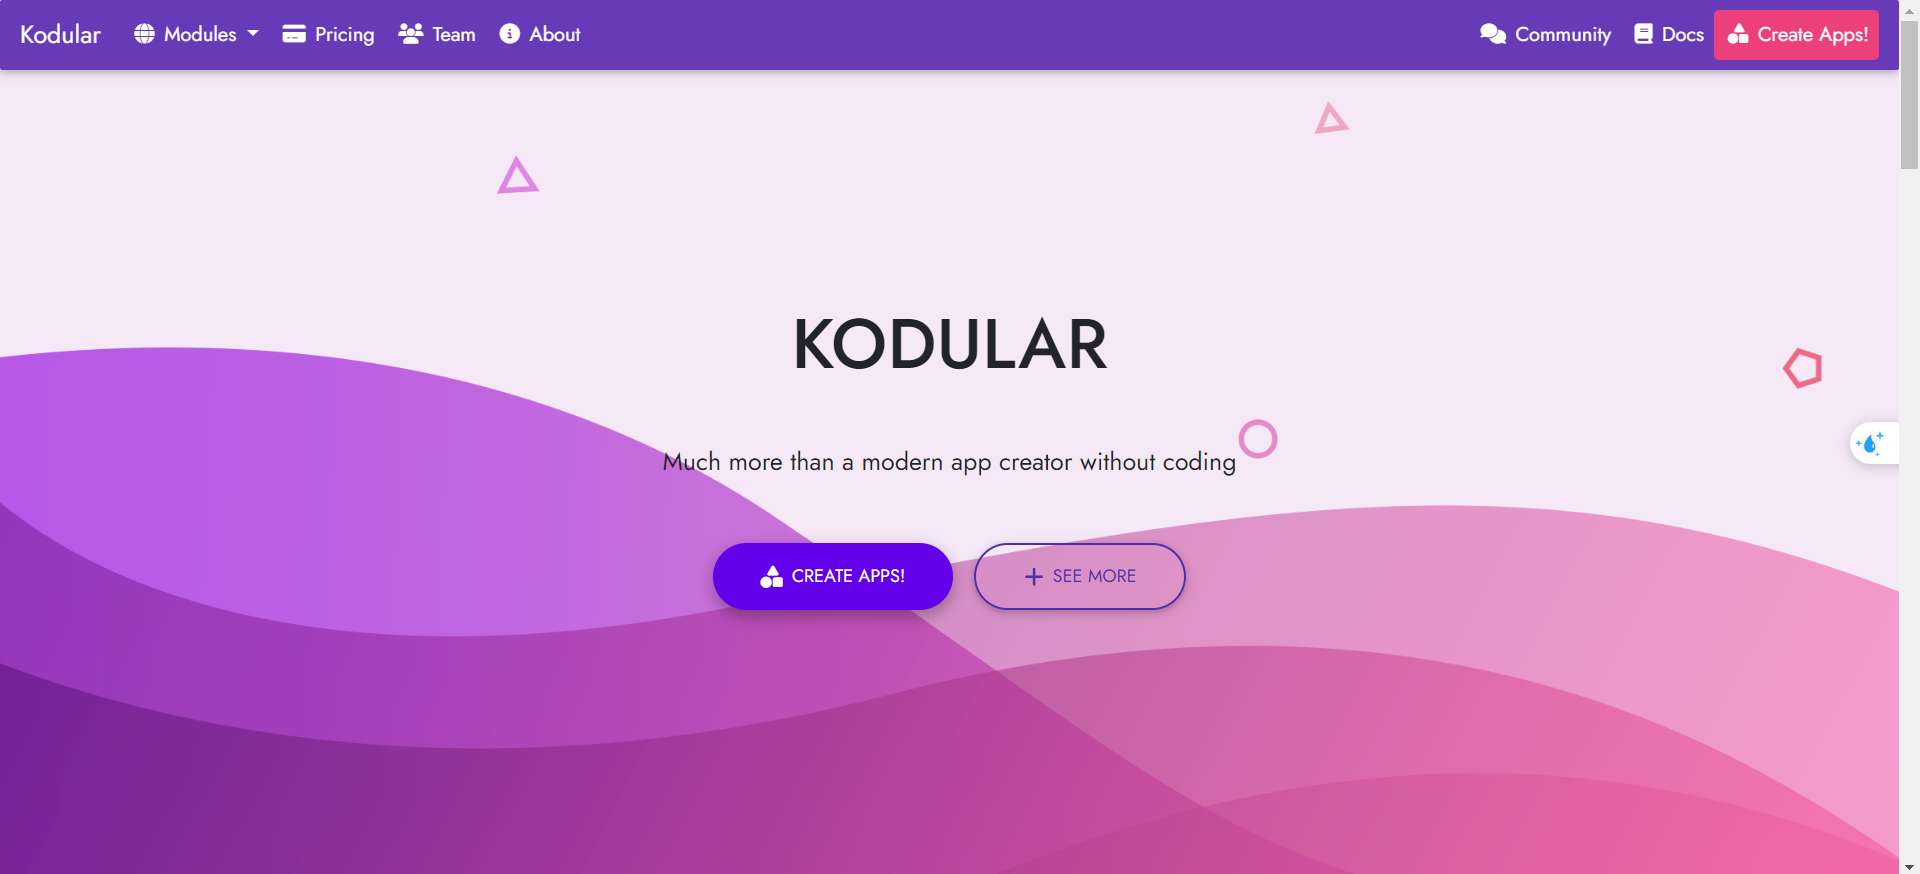 Kodular Modules Pricing Team About Community Docs Create Apps!
KODULAR
Much more than a modern app creator without coding
CREATE APPS! SEE MORE